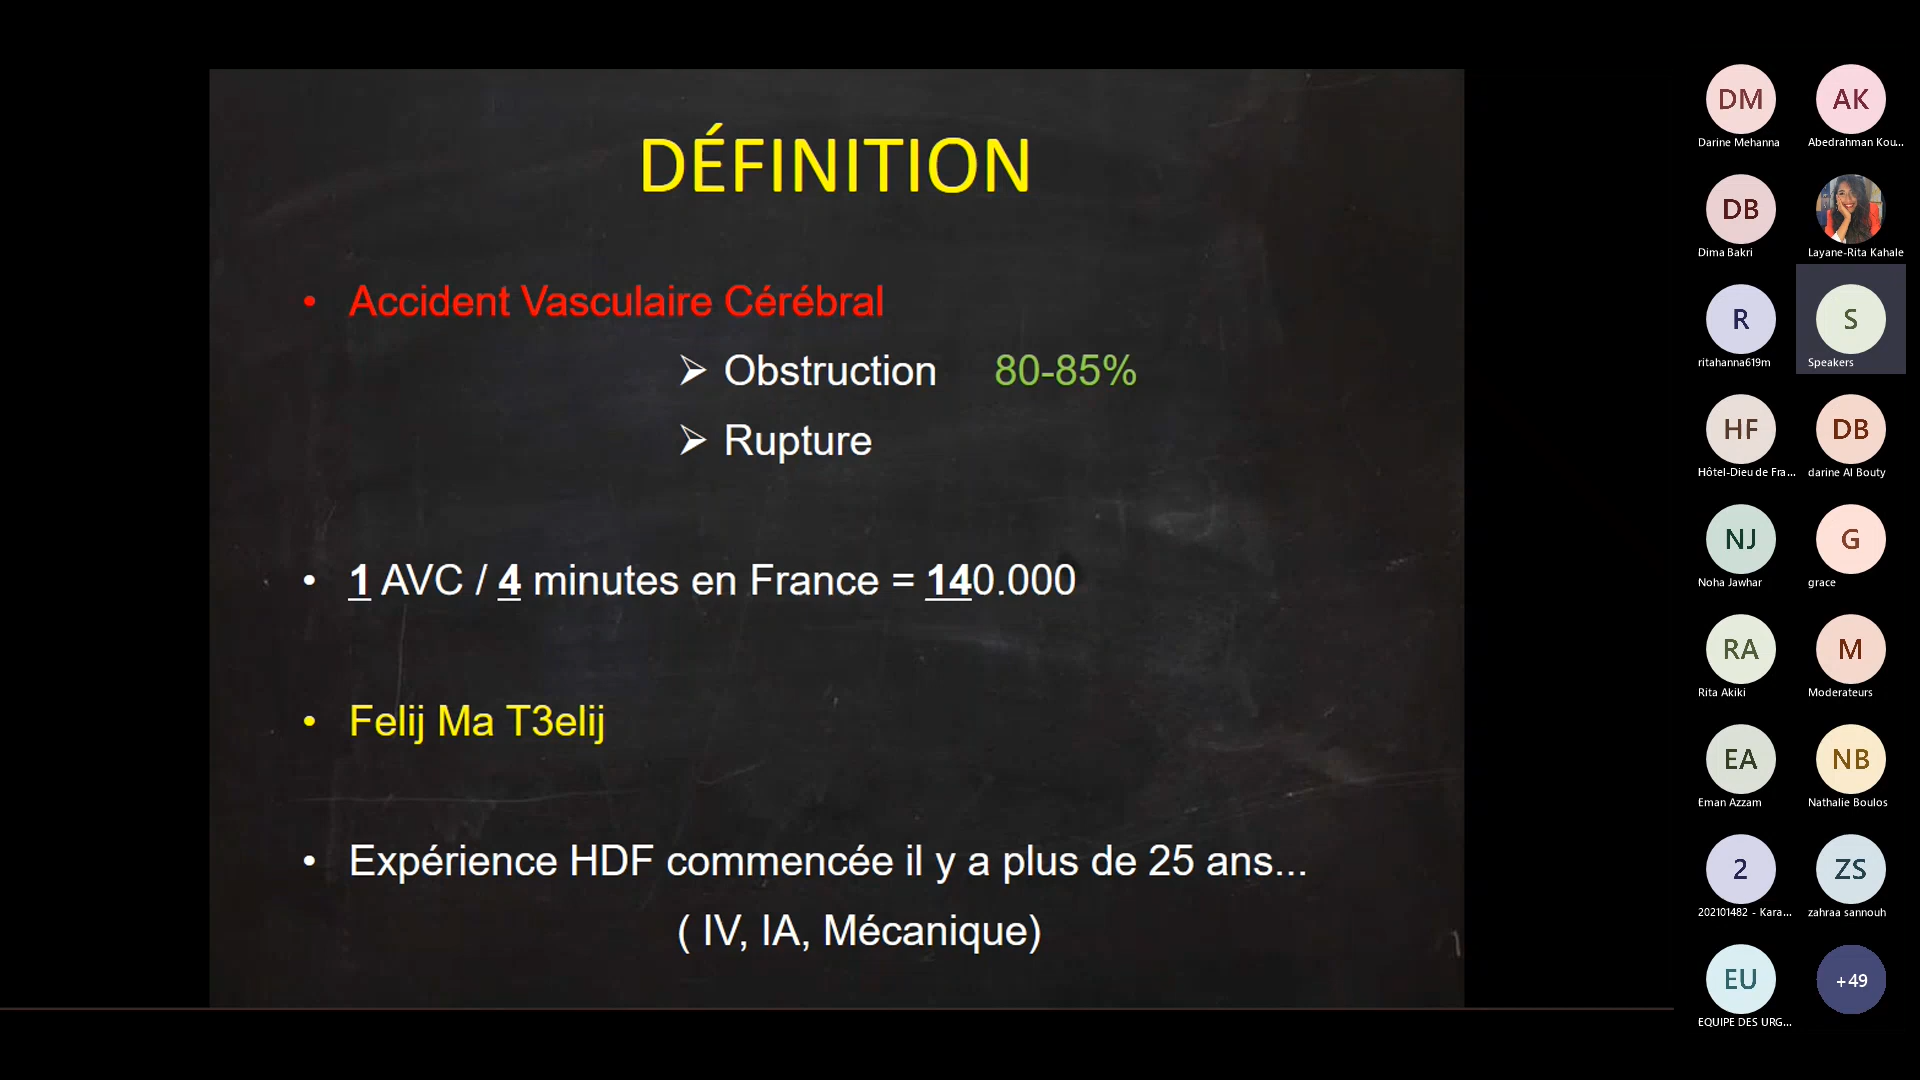 DÉFINITION
• Accident Vasculaire Cérébral
➢ Obstruction 80-85%
➢ Rupture
• 1 AVC / 4 minutes en France = 140.000
• Felij Ma T3elij
• Expérience HDF commencée il y a plus de 25 ans...
( IV, IA, Mécanique)
DM AK
Darine Mehanna Abedrahman Kou...
DB
Dima Bakri Layane-Rita Kahale
R S
ritahanna619m Speakers
HF DB
Hôtel-Dieu de Fra... darine Al Bouty
NJ G
Noha Jawhar grace
RA M
Rita Akiki Moderateurs
EA NB
Eman Azzam Nathalie Boulos
2 ZS
202101482 - Kara... zahraa sannouh
EU +49
EQUIPE DES URG...